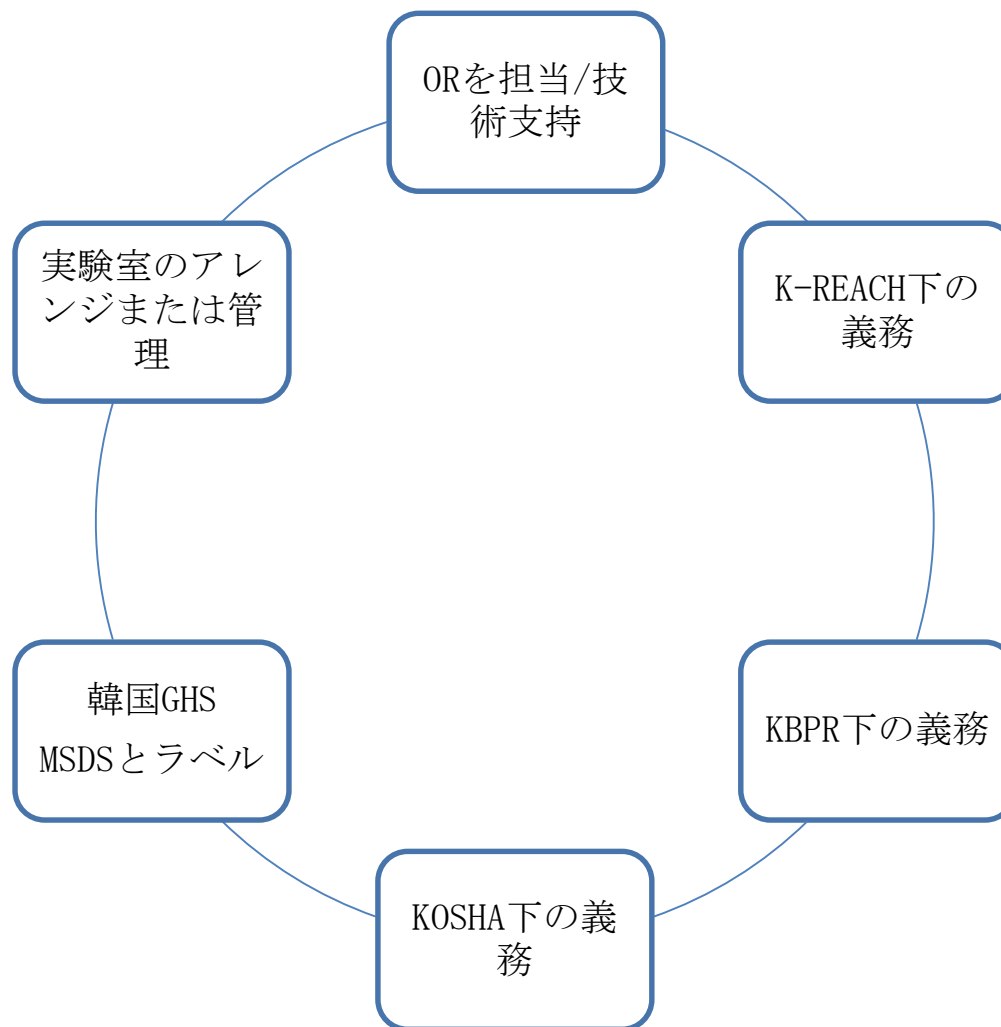 ORを担当/技
術支持
実験室のアレ
ンジまたは管
理
K-REACH下の
義務
韓国GHS
MSDSとラベル
KBPR下の義務
KOSHA下の義
務